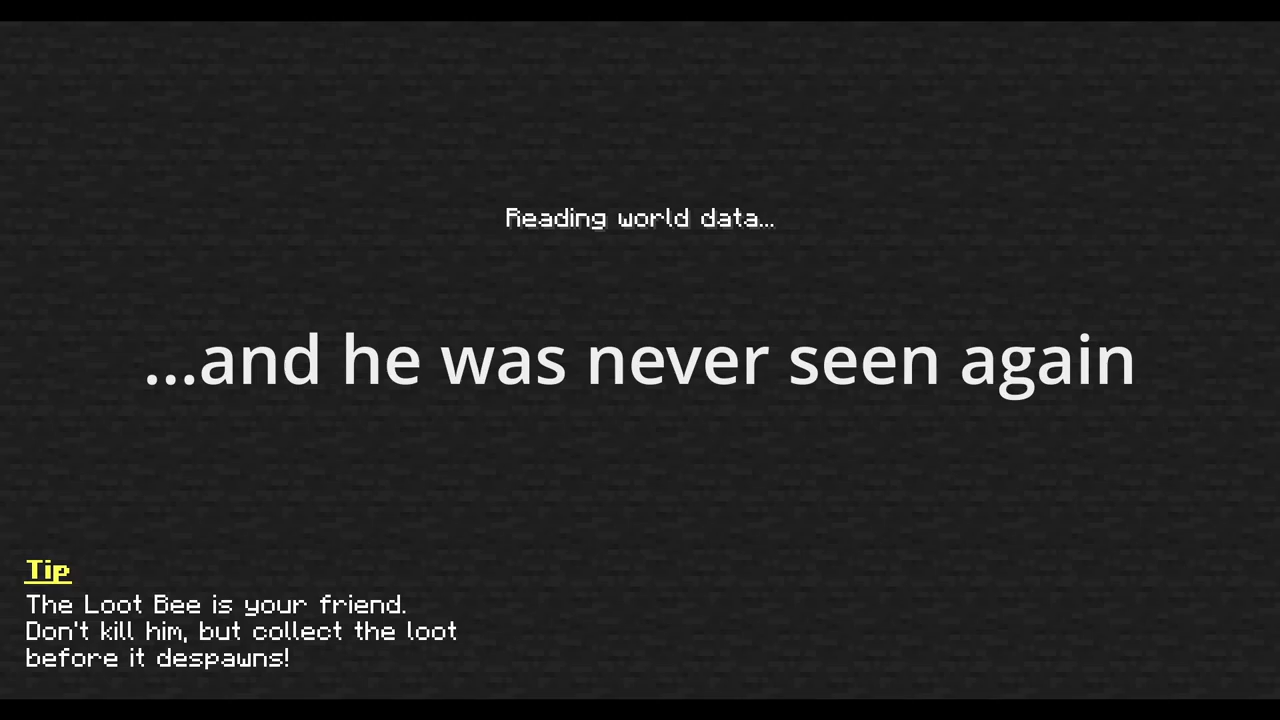 Reading world data...
...and he was never seen again
Tip
The Loot Bee is your friend.
Don't kill him, but collect the loot
before it despawns!